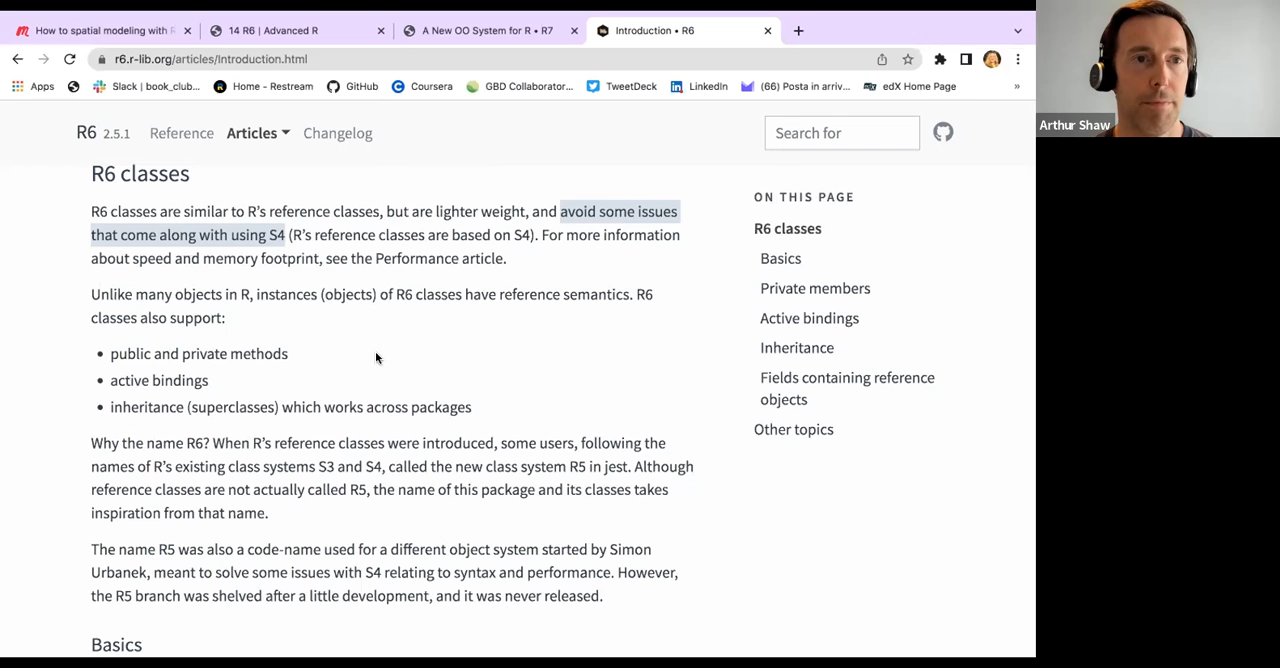 How to spatial modeling with R
14 R6 | Advanced R
A New OO System for R • R7
Introduction • R6
r6.r-lib.org/articles/Introduction.html
Apps
Slack | book_club...
Home - Restream
GitHub
Coursera
GBD Collaborator...
TweetDeck
LinkedIn
(66) Posta in arriv...
edX Home Page
»
Arthur Shaw
R6 2.5.1 Reference Articles Changelog
Search for
R6 classes
R6 classes are similar to R’s reference classes, but are lighter weight, and avoid some issues
that come along with using S4 (R’s reference classes are based on S4). For more information
about speed and memory footprint, see the Performance article.
Unlike many objects in R, instances (objects) of R6 classes have reference semantics. R6
classes also support:
• public and private methods
• active bindings
• inheritance (superclasses) which works across packages
Why the name R6? When R’s reference classes were introduced, some users, following the
names of R’s existing class systems S3 and S4, called the new class system R5 in jest. Although
reference classes are not actually called R5, the name of this package and its classes takes
inspiration from that name.
The name R5 was also a code-name used for a different object system started by Simon
Urbanek, meant to solve some issues with S4 relating to syntax and performance. However,
the R5 branch was shelved after a little development, and it was never released.
Basics
ON THIS PAGE
R6 classes
Basics
Private members
Active bindings
Inheritance
Fields containing reference
objects
Other topics